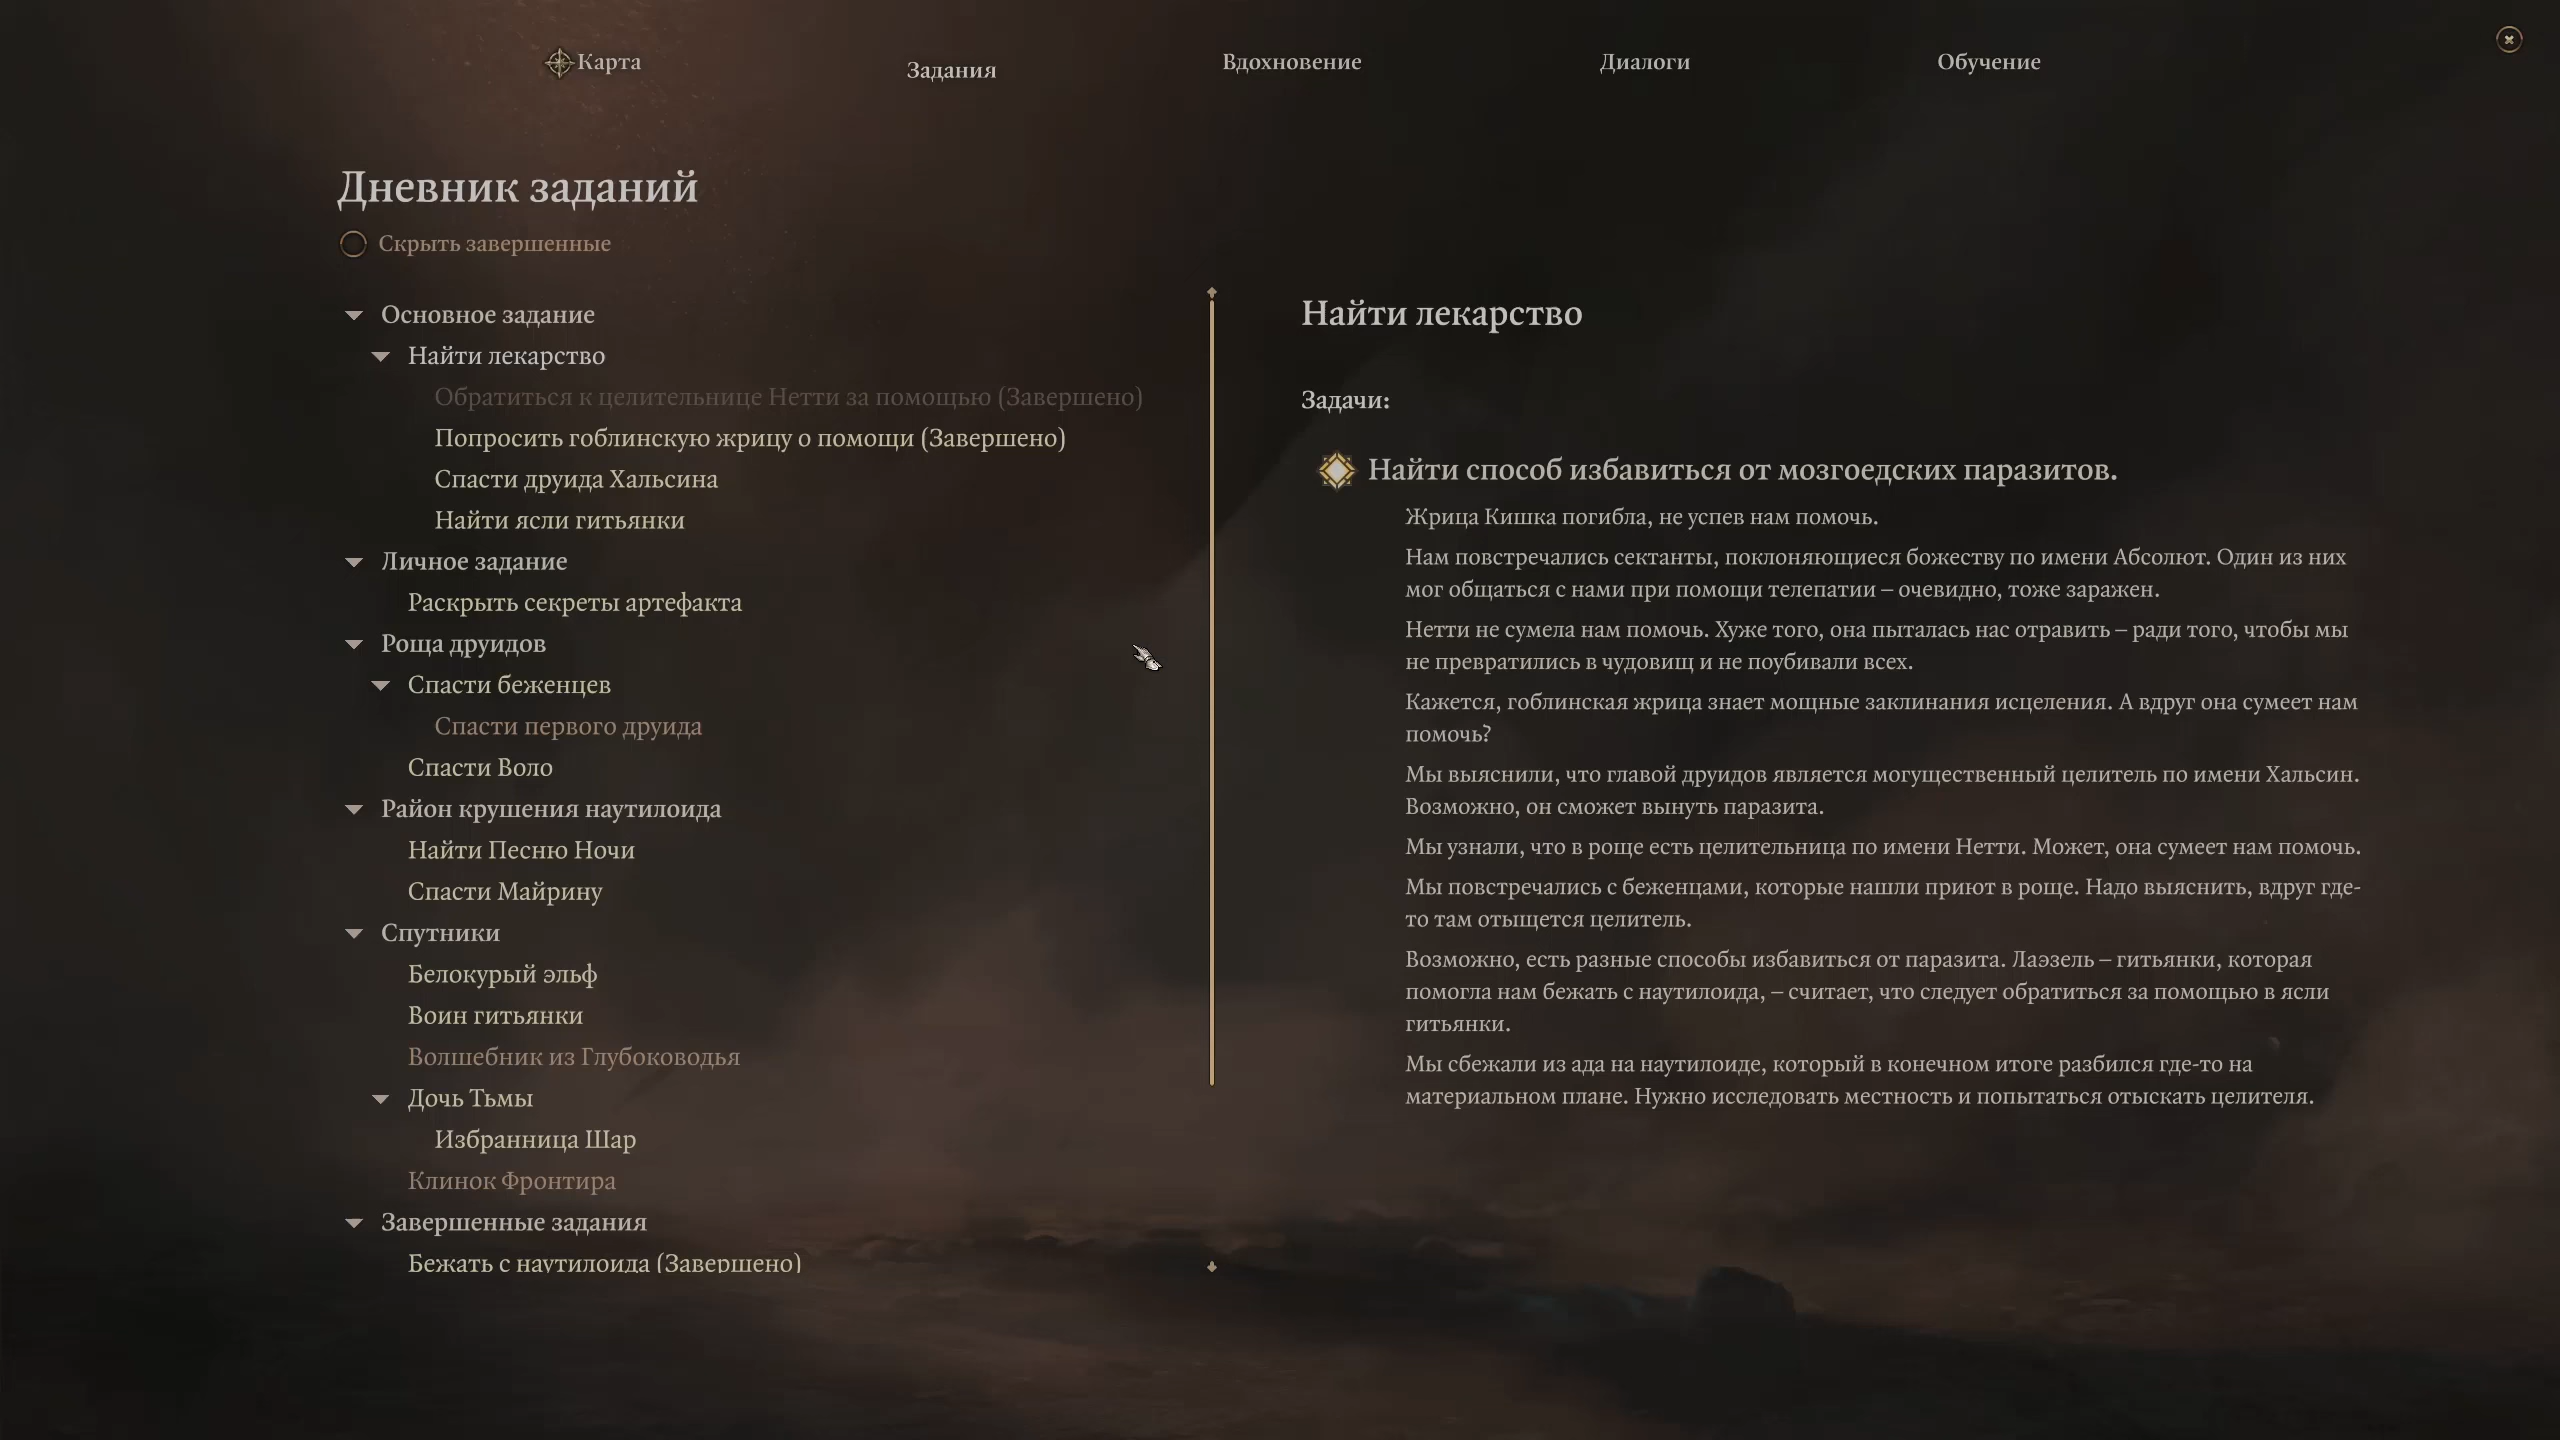 Карта
Задания
Вдохновение
Диалоги
Обучение
Дневник заданий
Скрыть завершенные
Основное задание
Найти лекарство
Обратиться к целительнице Нетти за помощью (Завершено)
Попросить гоблинскую жрицу о помощи (Завершено)
Спасти друида Хальсина
Найти ясли гитьянки
Личное задание
Раскрыть секреты артефакта
Роща друидов
Спасти беженцев
Спасти первого друида
Спасти Воло
Район крушения наутилоида
Найти Песню Ночи
Спасти Майрину
Спутники
Белокурый эльф
Воин гитьянки
Волшебник из Глубоководья
Дочь Тьмы
Избранница Шар
Клинок Фронтира
Завершенные задания
Бежать с наутилоида (Завершено)
Найти лекарство
Задачи:
Найти способ избавиться от мозгоедских паразитов.
Жрица Кишка погибла, не успев нам помочь.
Нам повстречались сектанты, поклоняющиеся божеству по имени Абсолют. Один из них
мог общаться с нами при помощи телепатии – очевидно, тоже заражен.
Нетти не сумела нам помочь. Хуже того, она пыталась нас отравить – ради того, чтобы мы
не превратились в чудовищ и не поубивали всех.
Кажется, гоблинская жрица знает мощные заклинания исцеления. А вдруг она сумеет нам
помочь?
Мы выяснили, что главой друидов является могущественный целитель по имени Хальсин.
Возможно, он сможет вынуть паразита.
Мы узнали, что в роще есть целительница по имени Нетти. Может, она сумеет нам помочь.
Мы повстречались с беженцами, которые нашли приют в роще. Надо выяснить, вдруг где-
то там отыщется целитель.
Возможно, есть разные способы избавиться от паразита. Лаэзель – гитьянки, которая
помогла нам бежать с наутилоида, – считает, что следует обратиться за помощью в ясли
гитьянки.
Мы сбежали из ада на наутилоиде, который в конечном итоге разбился где-то на
материальном плане. Нужно исследовать местность и попытаться отыскать целителя.